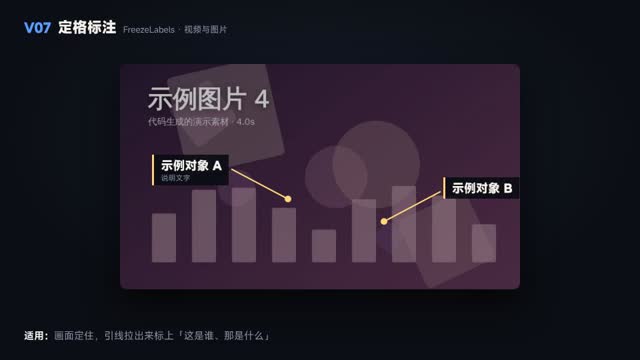 V07 定格标注 FreezeLabels · 视频与图片
示例图片 4
代码生成的演示素材 · 4.0s
示例对象 A
说明文字
示例对象 B
适用：画面定住，引线拉出来标上「这是谁、那是什么」